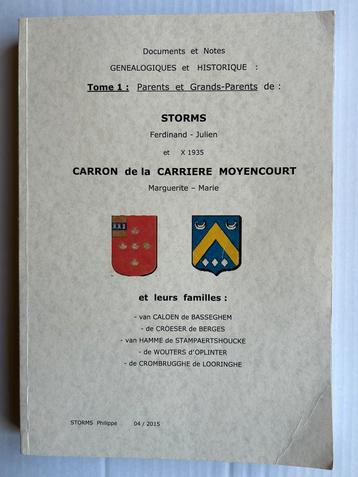 Documents et Notes
GENEALOGIQUES et HISTORIQUE :
Tome 1 : Parents et Grands-Parents de :
STORMS
Ferdinand - Julien
et X 1935
CARRON de la CARRIERE MOYENCOURT
Marguerite – Marie
et leurs familles :
- van CALOEN de BASSEGHEM
- de CROESER de BERGES
- van HAMME de STAMPAERTSHOUCKE
- de WOUTERS d'OPLINTER
- de CROMBRUGGHE de LOORINGHE
STORMS Philippe 04 / 2015